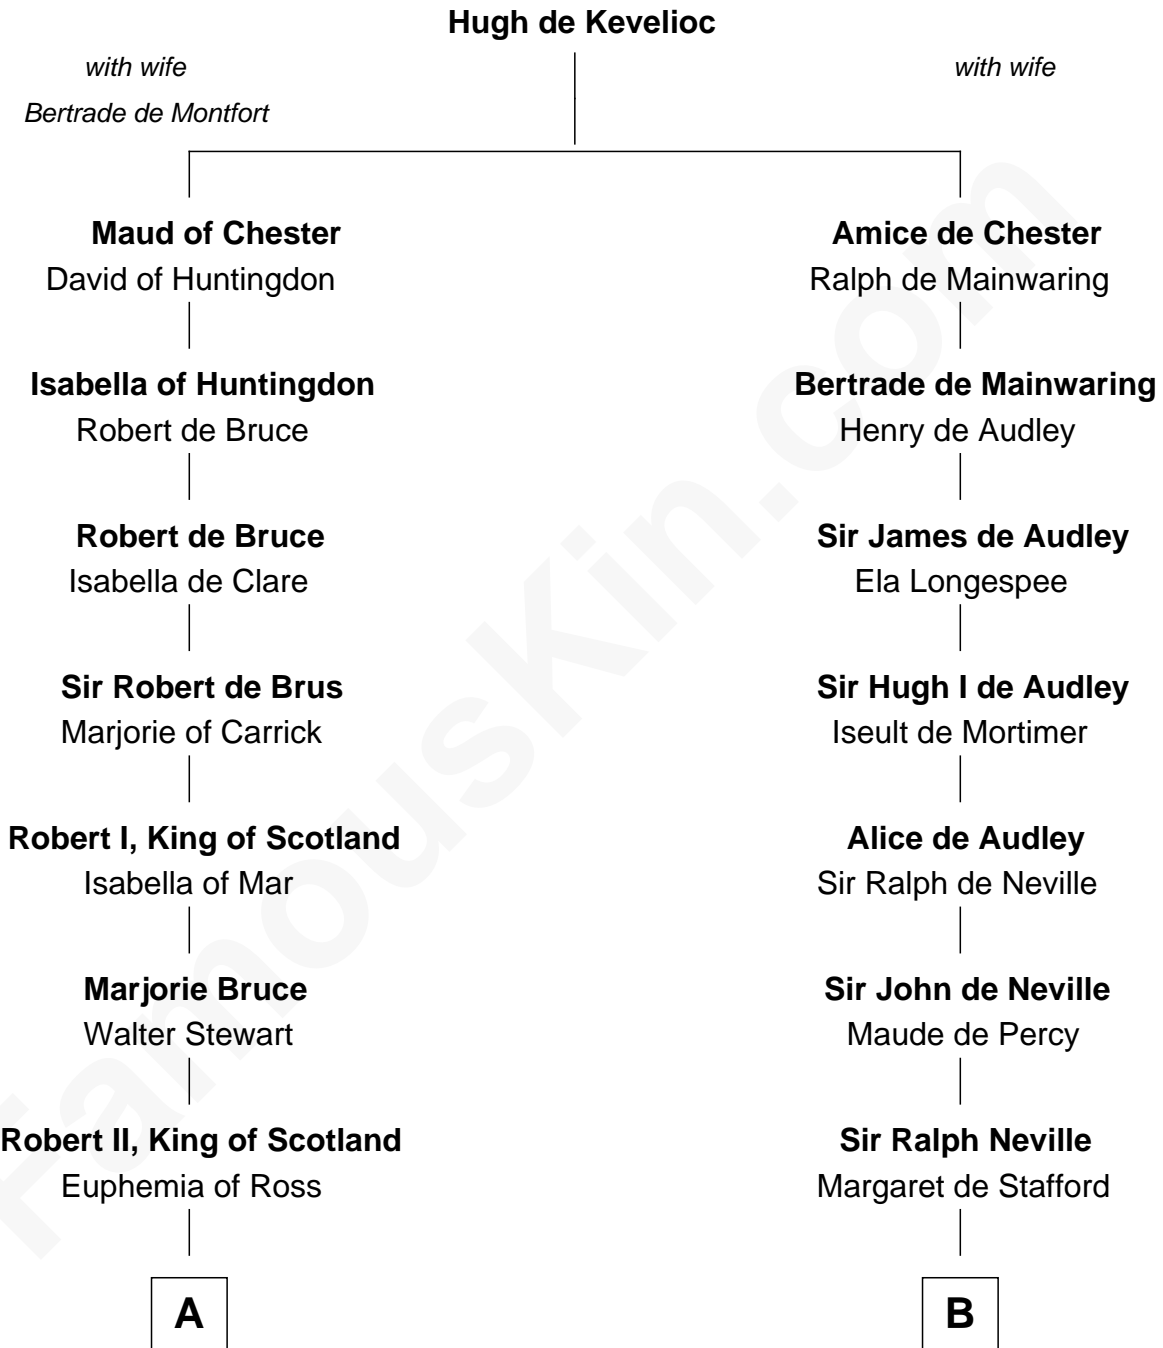 Hugh de Kevelioc
with wife
Bertrade de Montfort
with wife
Maud of Chester
David of Huntingdon
Amice de Chester
Ralph de Mainwaring
Isabella of Huntingdon
Robert de Bruce
Bertrade de Mainwaring
Henry de Audley
Robert de Bruce
Isabella de Clare
Sir James de Audley
Ela Longespee
Sir Robert de Brus
Marjorie of Carrick
Sir Hugh I de Audley
Iseult de Mortimer
Robert I, King of Scotland
Isabella of Mar
Alice de Audley
Sir Ralph de Neville
Marjorie Bruce
Walter Stewart
Sir John de Neville
Maude de Percy
Robert II, King of Scotland
Euphemia of Ross
Sir Ralph Neville
Margaret de Stafford
A
B
FamousKin.com